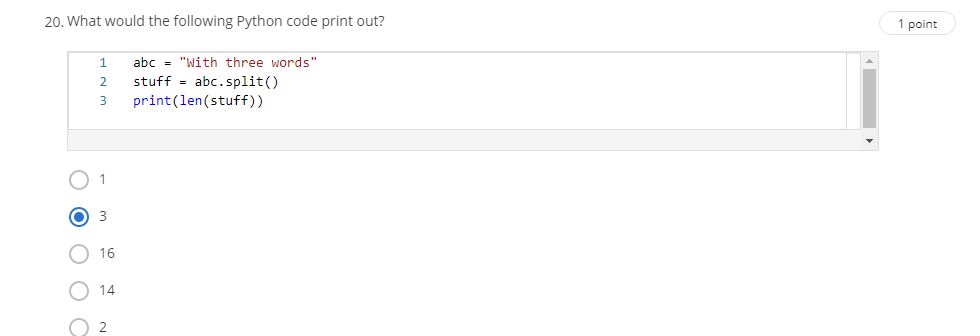 20. What would the following Python code print out?
1 point
1 abc = "With three words"
2 stuff = abc.split()
3 print(len(stuff))
1
3
16
14
2